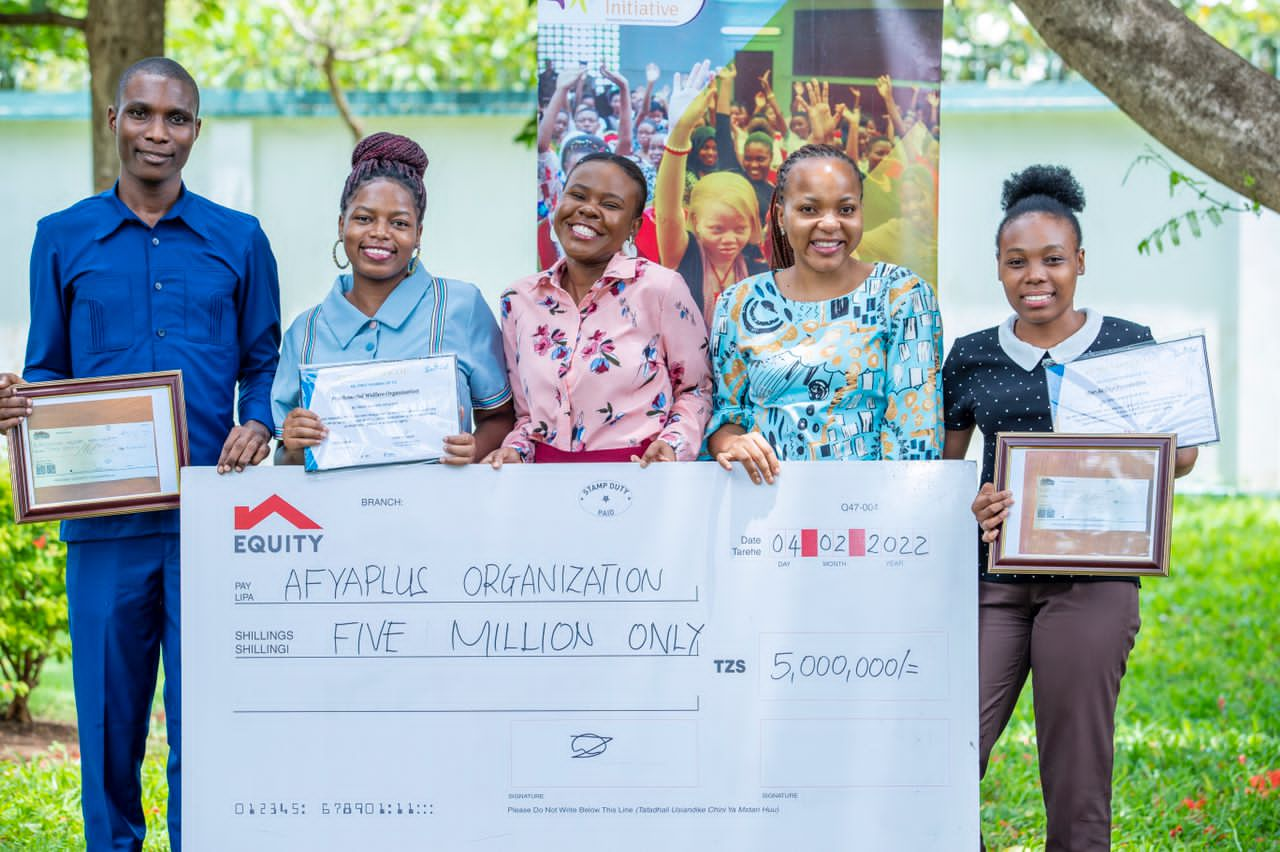 Initiative
BRANCH:
STAMP DUTY
PAID
Q47-004
EQUITY
Date
Tarehe
04 02 2022
DAY MONTH YEAR
PAY
LIPA
AFYAPLUS ORGANIZATION
SHILLINGS
SHILLINGI
FIVE MILLION ONLY
TZS
5,000,000/=
SIGNATURE
SIGNATURE
012345: 678901:11:::
Please Do Not Write Below This Line (Tafadhali Usiandike Chini Ya Mstari Huu)